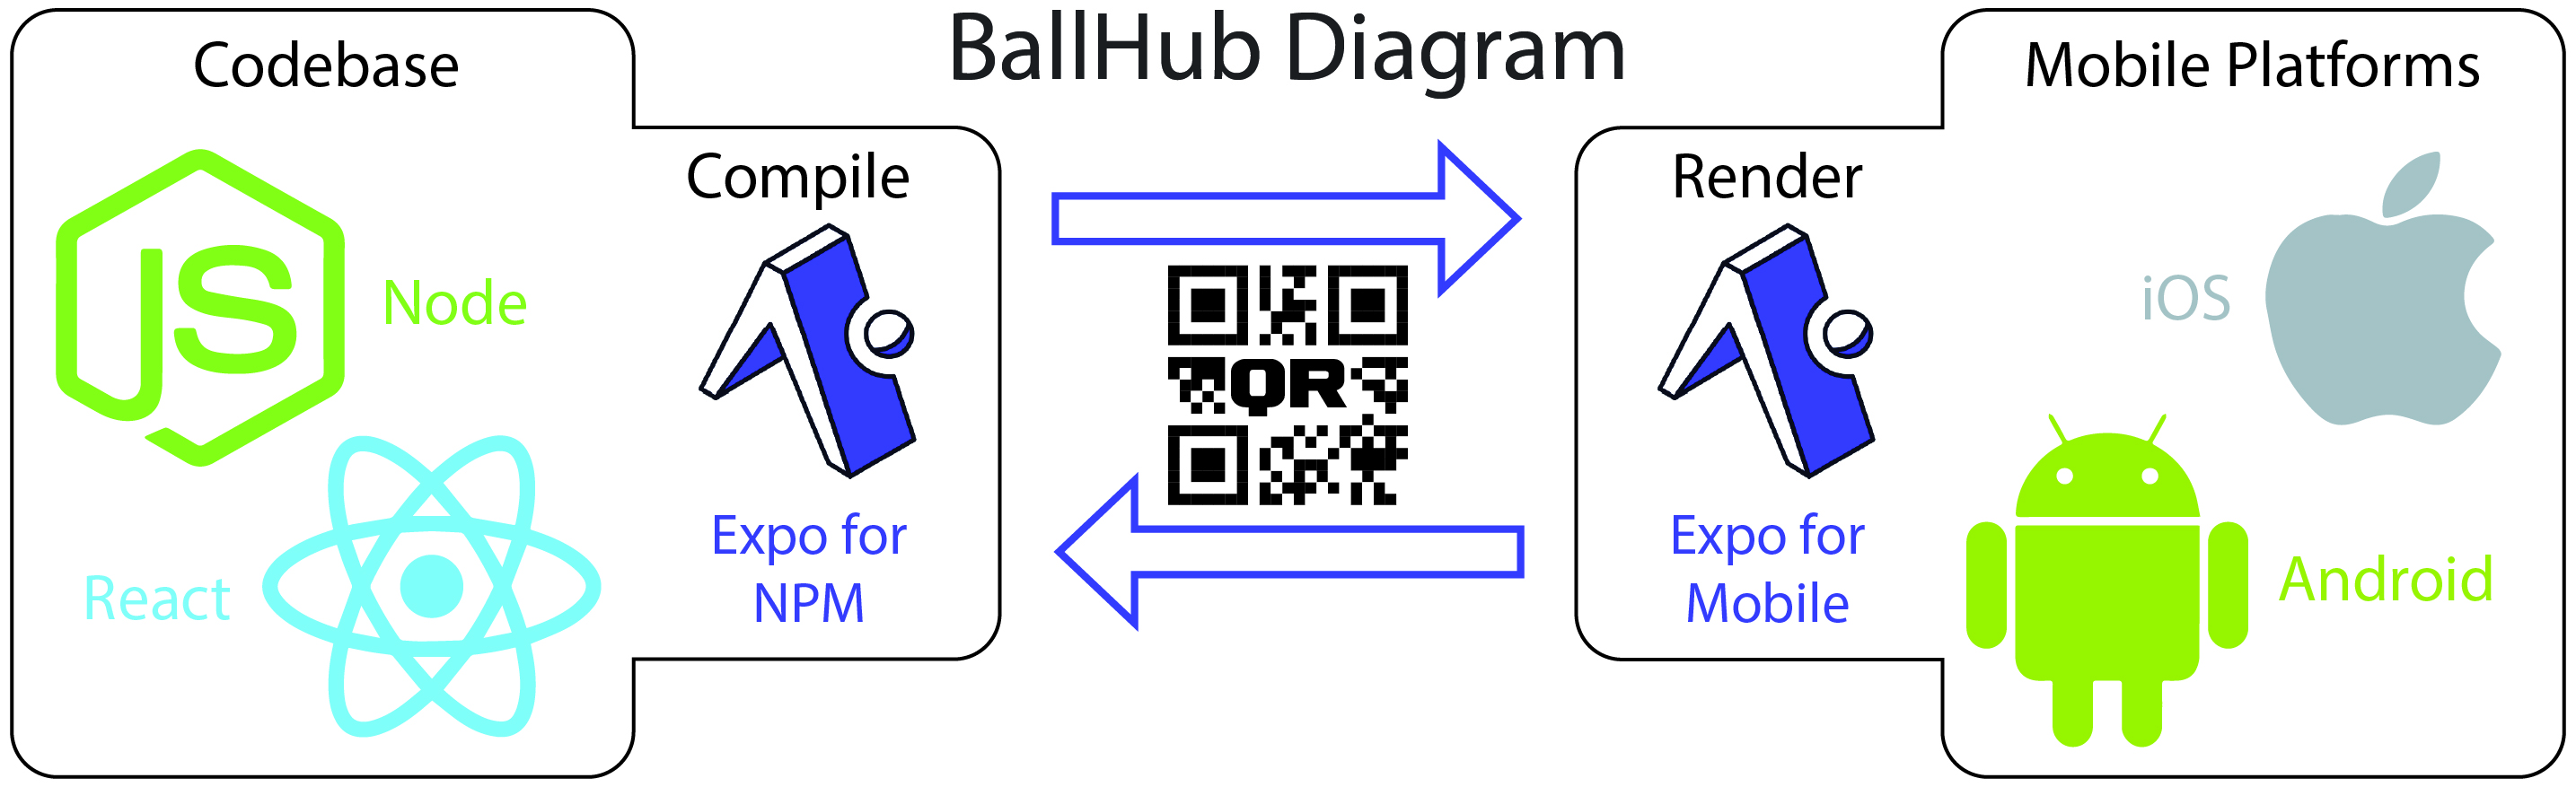 BallHub Diagram
Codebase
JS
Node
React
Compile
Expo for
NPM
QR
Render
Expo for
Mobile
Mobile Platforms
iOS
Android